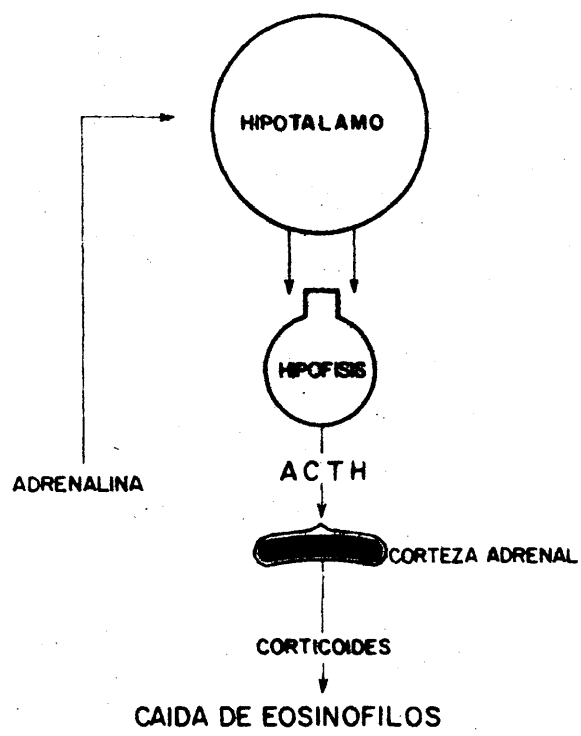 HIPOTALAMO
HIPOFISIS
ACTH
ADRENALINA
CORTEZA ADRENAL
CORTICOIDES
CAIDA DE EOSINOFILOS